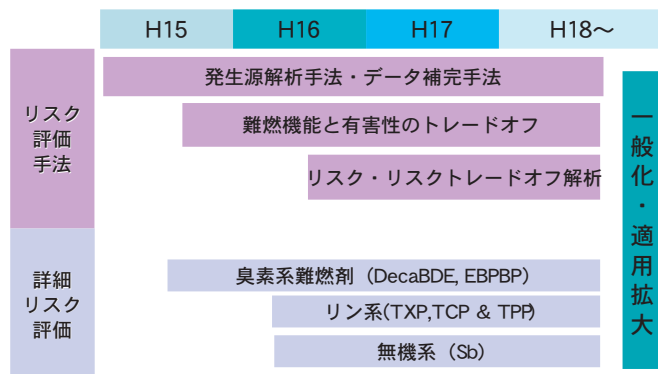 H15 H16 H17 H18～
リスク
評価
手法
発生源解析手法・データ補完手法
難燃機能と有害性のトレードオフ
リスク・リスクトレードオフ解析
詳細
リスク
評価
臭素系難燃剤（DecaBDE, EBPBP）
リン系(TXP,TCP & TPP)
無機系（Sb）
一般化・適用拡大